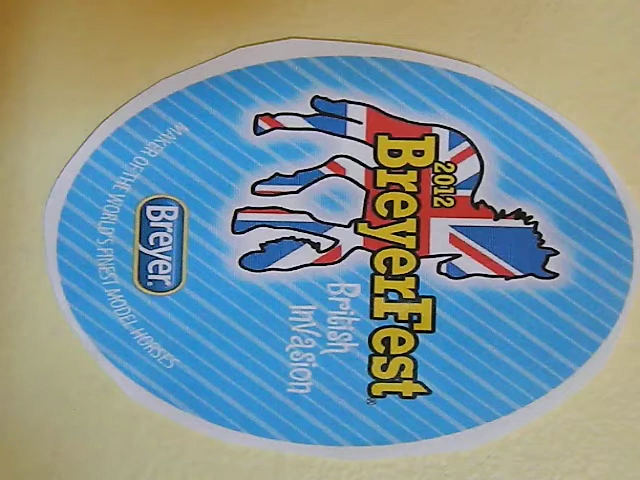 2012
BreyerFest®
British
Invasion
Breyer®
MAKER OF THE WORLD'S FINEST MODEL HORSES